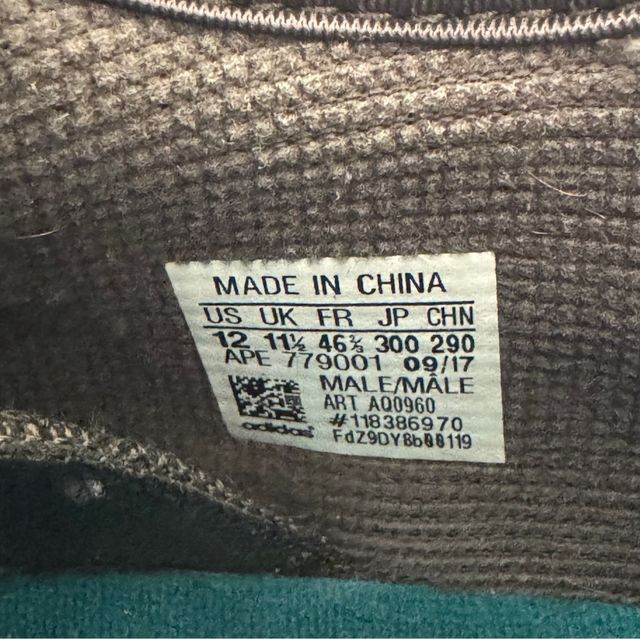 MADE IN CHINA
US UK FR JP CHN
12 11½ 46⅔ 300 290
APE 779001 09/17
MALE/MÂLE
ART AQ0960
#118386970
adidas
FdZ9DY8b00119